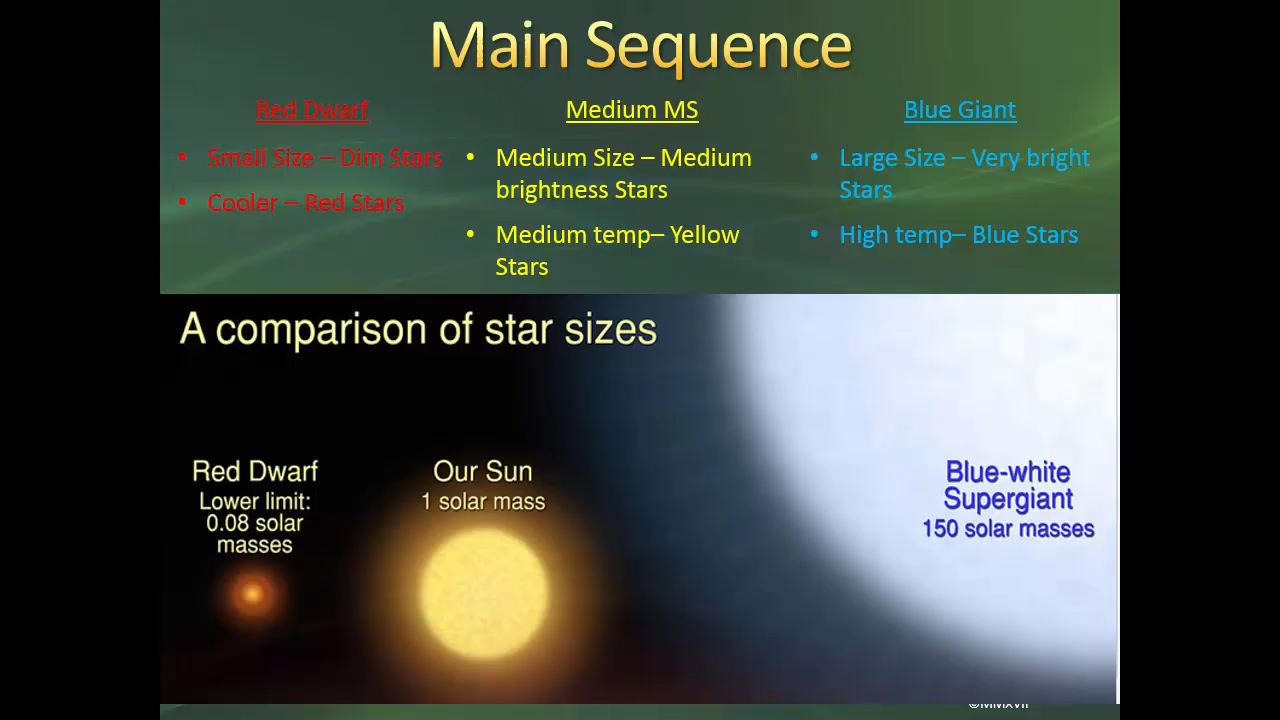 Main Sequence
Red Dwarf
• Small Size – Dim Stars
• Cooler – Red Stars
Medium MS
• Medium Size – Medium
brightness Stars
• Medium temp– Yellow
Stars
Blue Giant
• Large Size – Very bright
Stars
• High temp– Blue Stars
A comparison of star sizes
Red Dwarf
Lower limit:
0.08 solar
masses
Our Sun
1 solar mass
Blue-white
Supergiant
150 solar masses
©MMXVII